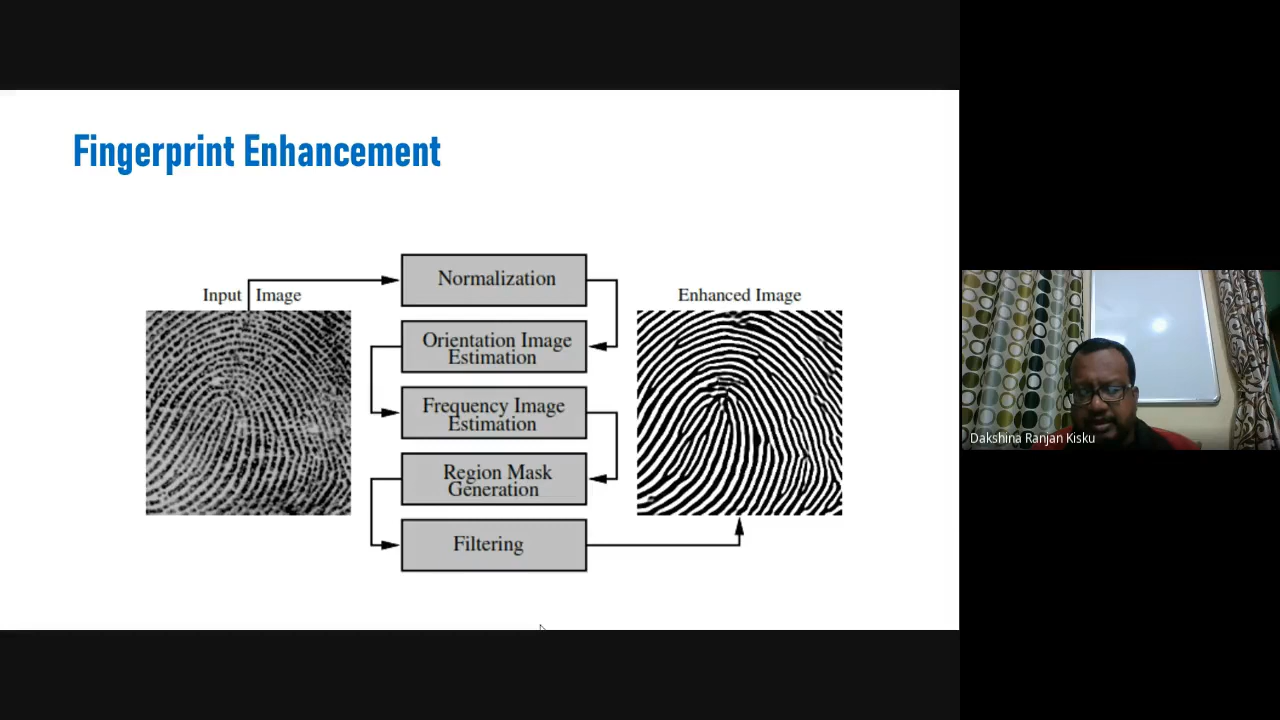 Fingerprint Enhancement
Input Image
Normalization
Orientation Image
Estimation
Frequency Image
Estimation
Region Mask
Generation
Filtering
Enhanced Image
Dakshina Ranjan Kisku